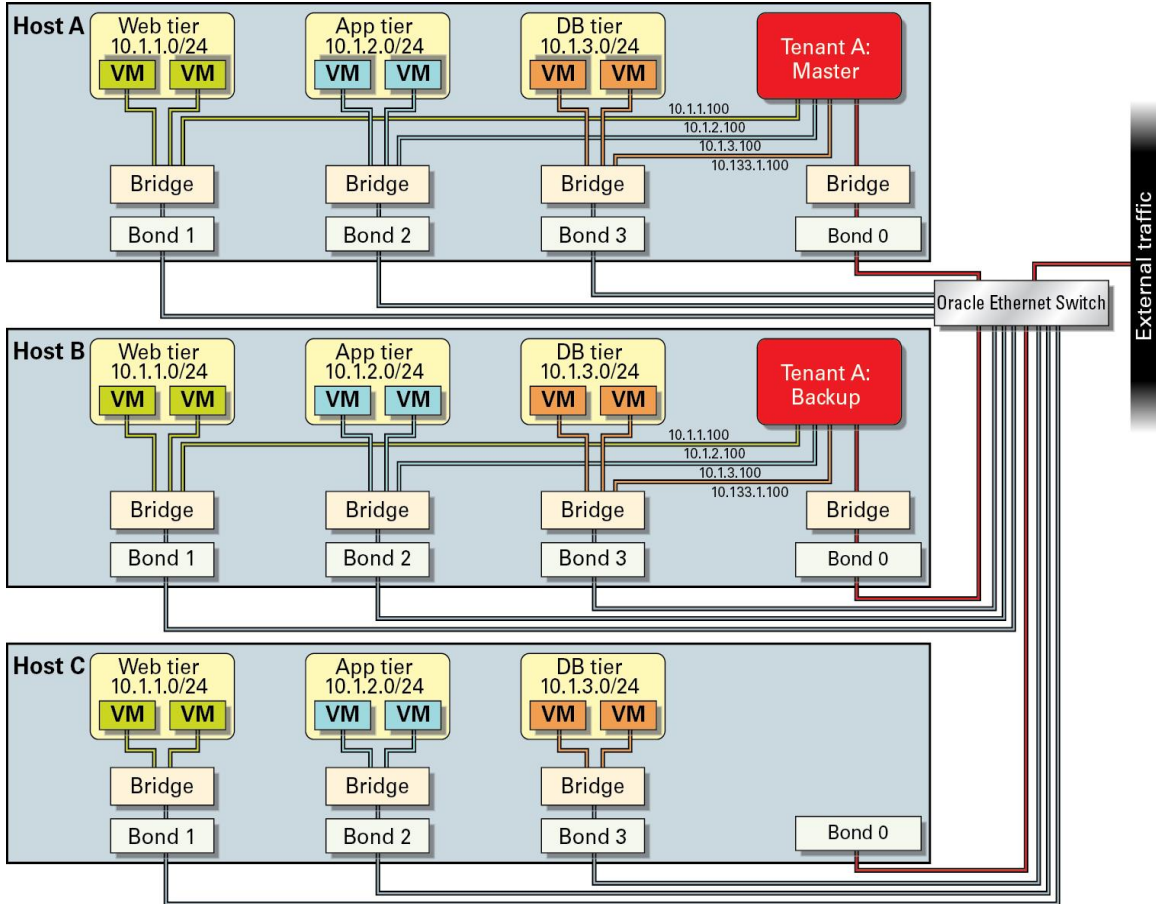 Host A
Web tier
10.1.1.0/24
VM VM
App tier
10.1.2.0/24
VM VM
DB tier
10.1.3.0/24
VM VM
Tenant A:
Master
10.1.1.100
10.1.2.100
10.1.3.100
10.133.1.100
Bridge Bridge Bridge Bridge
Bond 1 Bond 2 Bond 3 Bond 0
External traffic
Oracle Ethernet Switch
Host B
Web tier
10.1.1.0/24
VM VM
App tier
10.1.2.0/24
VM VM
DB tier
10.1.3.0/24
VM VM
Tenant A:
Backup
10.1.1.100
10.1.2.100
10.1.3.100
10.133.1.100
Bridge Bridge Bridge Bridge
Bond 1 Bond 2 Bond 3 Bond 0
Host C
Web tier
10.1.1.0/24
VM VM
App tier
10.1.2.0/24
VM VM
DB tier
10.1.3.0/24
VM VM
Bridge Bridge Bridge
Bond 1 Bond 2 Bond 3 Bond 0